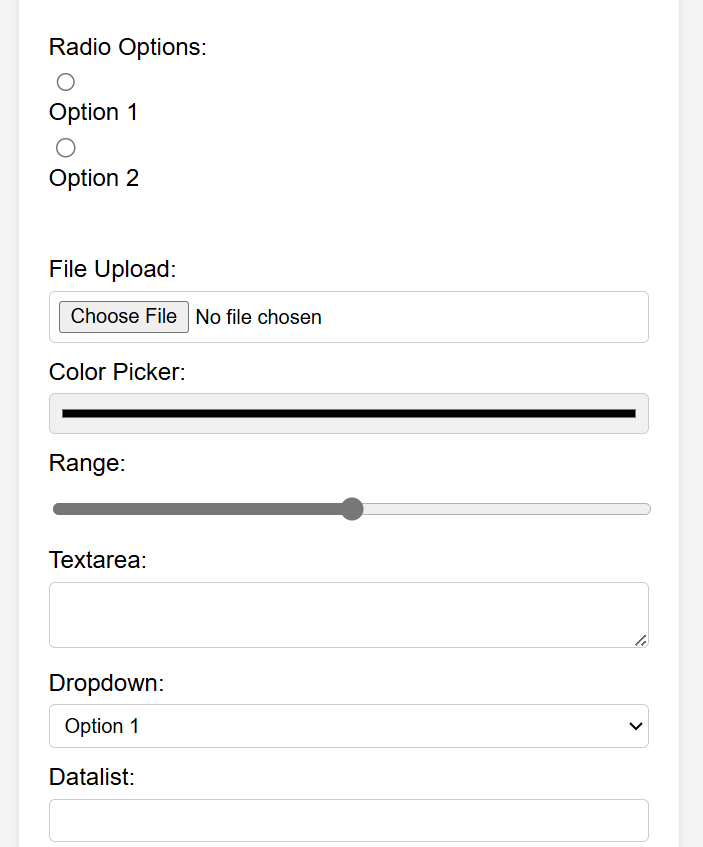 Radio Options:
Option 1
Option 2
File Upload:
Choose File No file chosen
Color Picker:
Range:
Textarea:
Dropdown:
Option 1
Datalist: